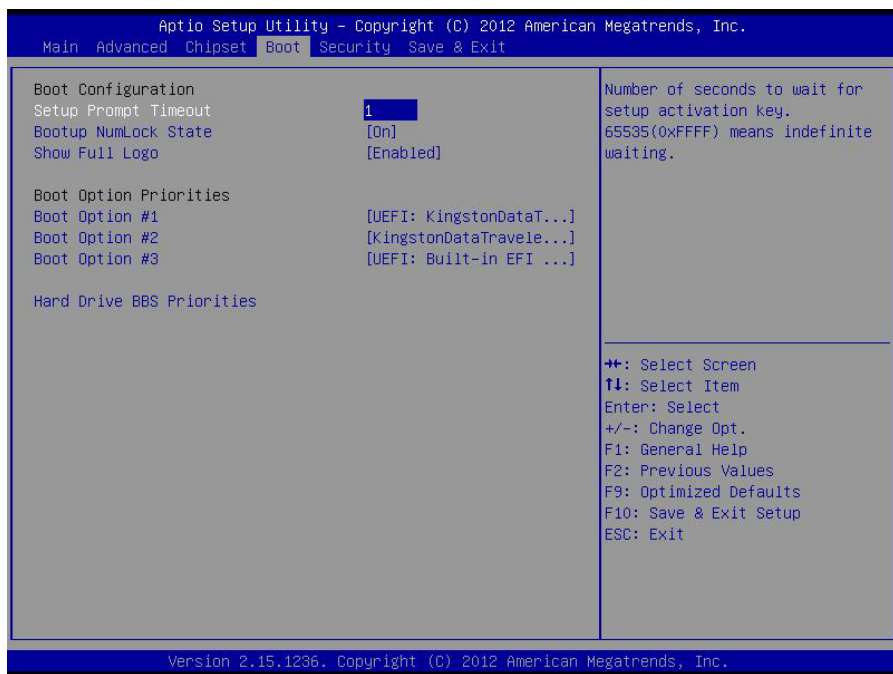 Aptio Setup Utility – Copyright (C) 2012 American Megatrends, Inc.
Main Advanced Chipset Boot Security Save & Exit
Boot Configuration
Setup Prompt Timeout 1
Bootup NumLock State [On]
Show Full Logo [Enabled]
Boot Option Priorities
Boot Option #1 [UEFI: KingstonDataT...]
Boot Option #2 [KingstonDataTravele...]
Boot Option #3 [UEFI: Built-in EFI ...]
Hard Drive BBS Priorities
Number of seconds to wait for
setup activation key.
65535(0xFFFF) means indefinite
waiting.
→←: Select Screen
↑↓: Select Item
Enter: Select
+/-: Change Opt.
F1: General Help
F2: Previous Values
F9: Optimized Defaults
F10: Save & Exit Setup
ESC: Exit
Version 2.15.1236. Copyright (C) 2012 American Megatrends, Inc.